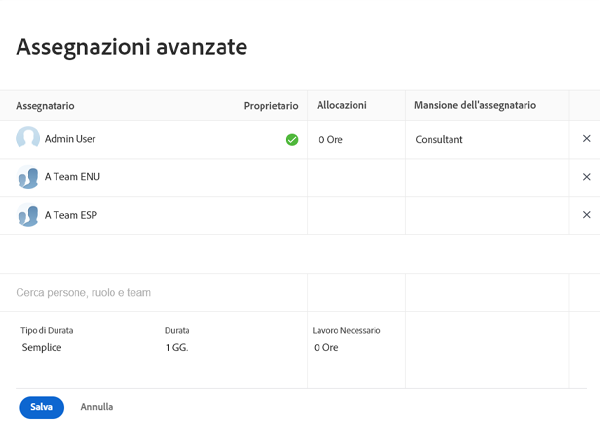 Assegnazioni avanzate
Assegnatario Proprietario Allocazioni Mansione dell'assegnatario
Admin User 0 Ore Consultant
A Team ENU
A Team ESP
Cerca persone, ruolo e team
Tipo di Durata Durata Lavoro Necessario
Semplice 1 GG. 0 Ore
Salva Annulla